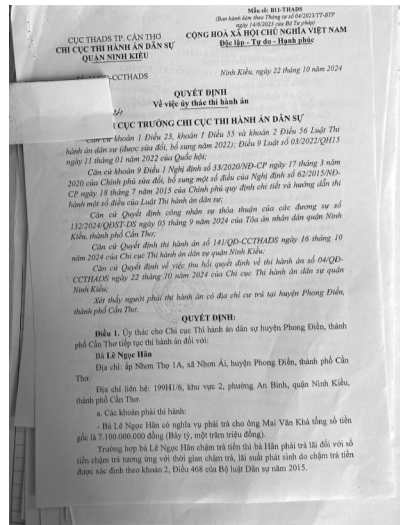 Mẫu số: B11-THADS
(Ban hành kèm theo Thông tư số 04/2023/TT-BTP
ngày 14/8/2023 của Bộ Tư pháp)
CỤC THADS TP. CẦN THƠ
CHI CỤC THI HÀNH ÁN DÂN SỰ
QUẬN NINH KIỀU
CỘNG HOÀ XÃ HỘI CHỦ NGHĨA VIỆT NAM
Độc lập - Tự do - Hạnh phúc
-CCTHADS
Ninh Kiều, ngày 22 tháng 10 năm 2024
QUYẾT ĐỊNH
Về việc ủy thác thi hành án
CỤC TRƯỞNG CHI CỤC THI HÀNH ÁN DÂN SỰ
Căn cứ khoản 1 Điều 23, khoản 1 Điều 55 và khoản 2 Điều 56 Luật Thi
hành án dân sự (được sửa đổi, bổ sung năm 2022); Điều 9 Luật số 03/2022/QH15
ngày 11 tháng 01 năm 2022 của Quốc hội;
Căn cứ khoản 9 Điều 1 Nghị định số 33/2020/NĐ-CP ngày 17 tháng 3 năm
2020 của Chính phủ sửa đổi, bổ sung một số điều của Nghị định số 62/2015/NĐ-
CP ngày 18 tháng 7 năm 2015 của Chính phủ quy định chi tiết và hướng dẫn thi
hành một số điều của Luật Thi hành án dân sự;
Căn cứ Quyết định công nhận sự thỏa thuận của các đương sự số
132/2024/QĐST-DS ngày 05 tháng 9 năm 2024 của Tòa án nhân dân quận Ninh
Kiều, thành phố Cần Thơ;
Căn cứ Quyết định thi hành án số 141/QĐ-CCTHADS ngày 16 tháng 10
năm 2024 của Chi cục Thi hành án dân sự quận Ninh Kiều;
Căn cứ Quyết định về việc thu hồi quyết định về thi hành án số 04/QĐ-
CCTHADS ngày 22 tháng 10 năm 2024 của Chi cục Thi hành án dân sự quận
Ninh Kiều;
Xét thấy người phải thi hành án có địa chỉ cư trú tại huyện Phong Điền,
thành phố Cần Thơ.
QUYẾT ĐỊNH:
Điều 1. Ủy thác cho Chi cục Thi hành án dân sự huyện Phong Điền, thành
phố Cần Thơ tiếp tục thi hành án đối với:
Bà Lê Ngọc Hân
Địa chỉ: ấp Nhơn Thọ 1A, xã Nhơn Ái, huyện Phong Điền, thành phố Cần
Thơ.
Địa chỉ liên hệ: 199H1/6, khu vực 2, phường An Bình, quận Ninh Kiều,
thành phố Cần Thơ.
a. Các khoản phải thi hành:
- Bà Lê Ngọc Hân có nghĩa vụ phải trả cho ông Mai Văn Khả tổng số tiền
gốc là 7.100.000.000 đồng (Bảy tỷ, một trăm triệu đồng).
Trường hợp bà Lê Ngọc Hân chậm trả tiền thì bà Hân phải trả lãi đối với số
tiền chậm trả tương ứng với thời gian chậm trả, lãi suất phát sinh do chậm trả tiền
được xác định theo khoản 2, Điều 468 của Bộ luật Dân sự năm 2015.